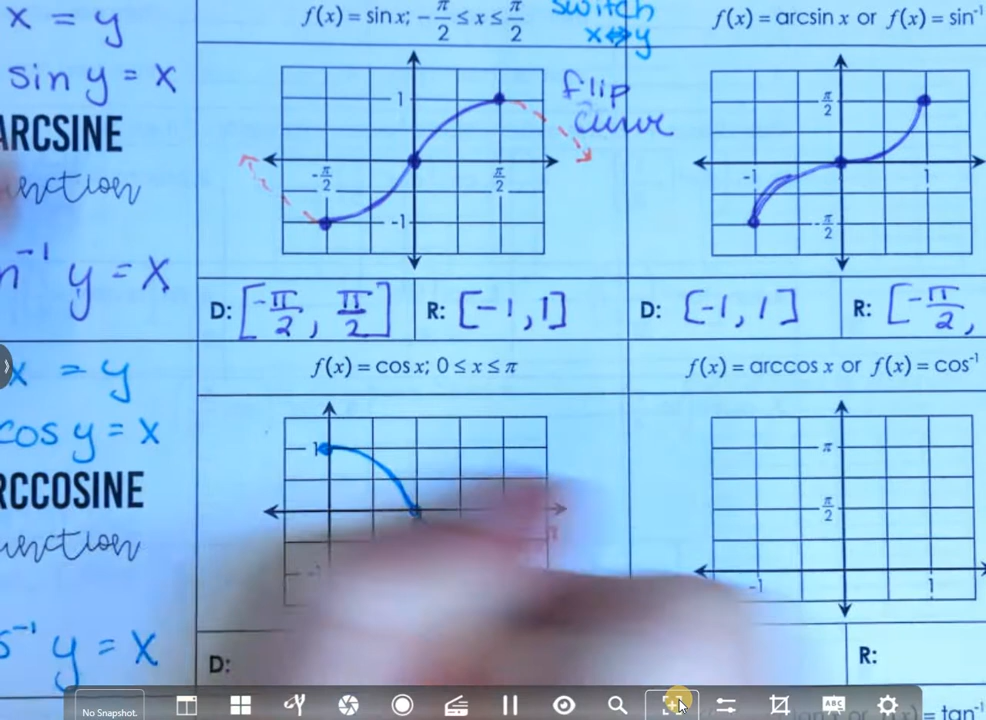 x = y
f(x) = sin x; -π/2 ≤ x ≤ π/2
switch
x⇔y
f(x) = arcsin x or f(x) = sin⁻¹
sin y = x
ARCSINE
unction
n⁻¹ y = x
1
-π/2
π/2
-1
flip
curve
π/2
-1
1
-π/2
D: [-π/2, π/2]
R: [-1, 1]
D: [-1, 1]
R: [-π/2,
x = y
f(x) = cos x; 0 ≤ x ≤ π
f(x) = arccos x or f(x) = cos⁻¹
cos y = x
RCCOSINE
unction
s⁻¹ y = x
1
-1
π
π/2
-1
1
D:
R:
No Snapshot.
ABC
= tan⁻¹